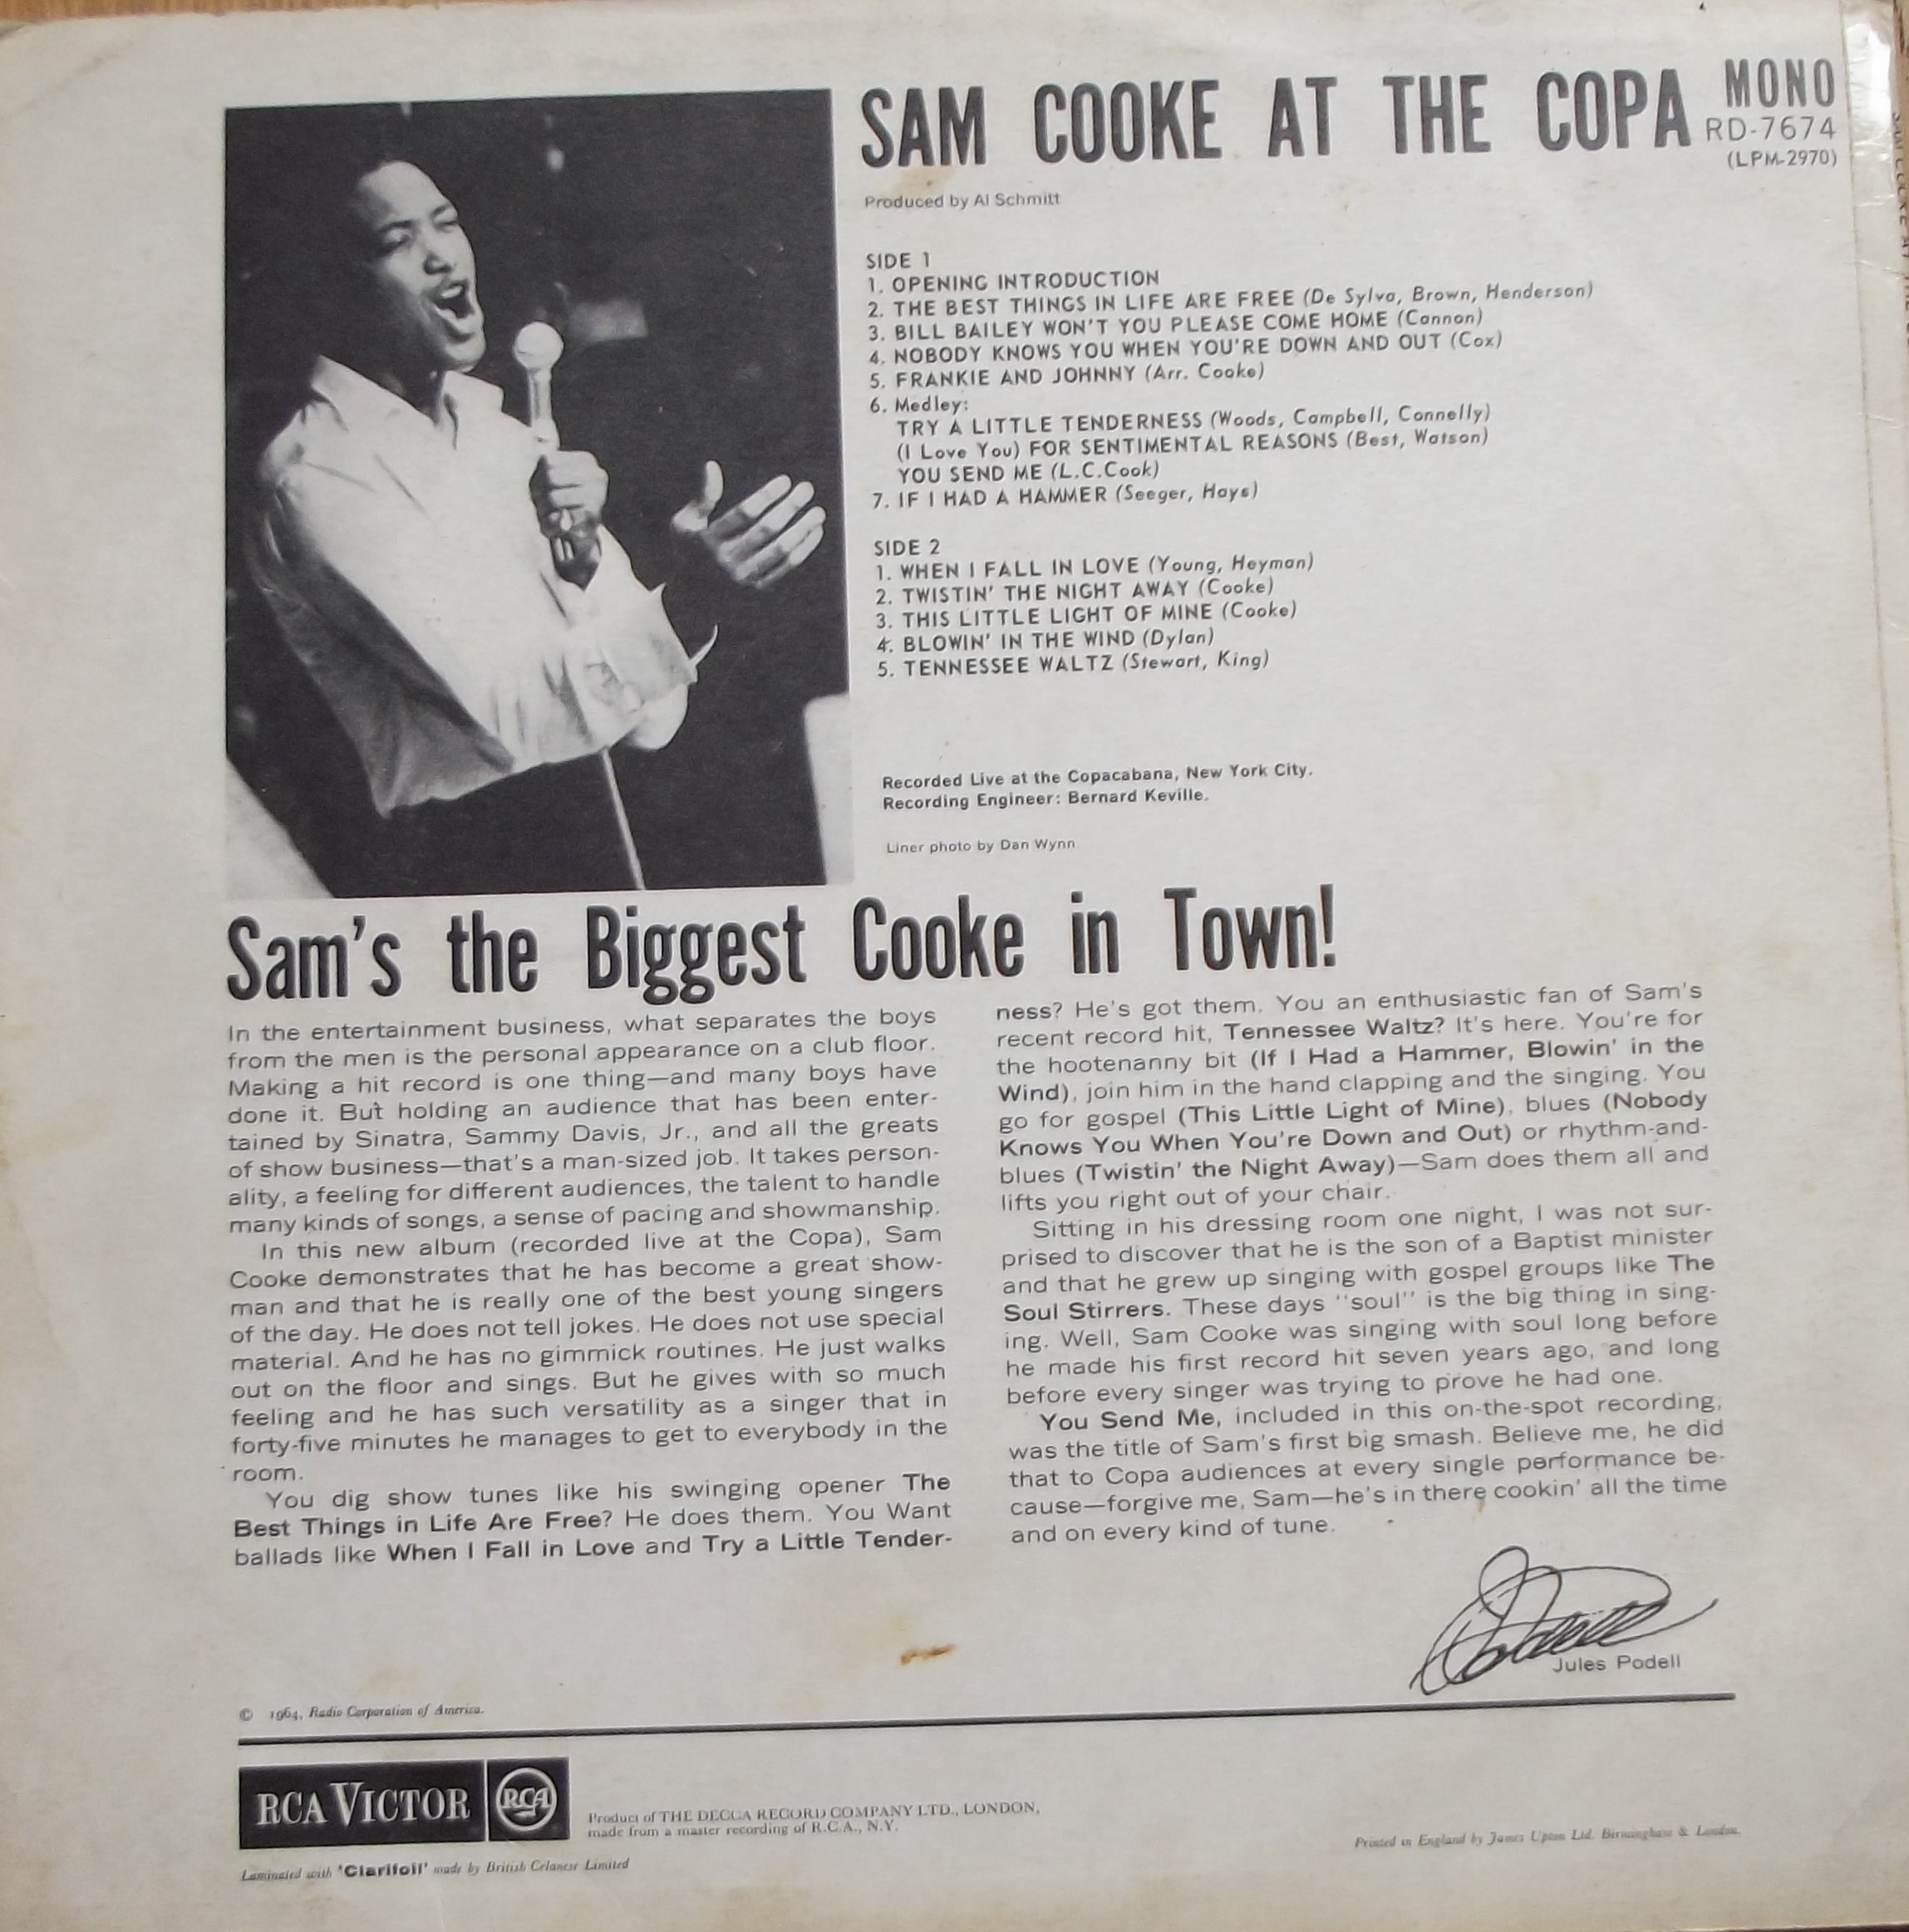 SAM COOKE AT THE COPA
MONO
RD-7674
(LPM-2970)
Produced by Al Schmitt
SIDE 1
1. OPENING INTRODUCTION
2. THE BEST THINGS IN LIFE ARE FREE (De Sylva, Brown, Henderson)
3. BILL BAILEY WON'T YOU PLEASE COME HOME (Cannon)
4. NOBODY KNOWS YOU WHEN YOU'RE DOWN AND OUT (Cox)
5. FRANKIE AND JOHNNY (Arr. Cooke)
6. Medley:
TRY A LITTLE TENDERNESS (Woods, Campbell, Connelly)
(I Love You) FOR SENTIMENTAL REASONS (Best, Watson)
YOU SEND ME (L.C.Cook)
7. IF I HAD A HAMMER (Seeger, Hays)
SIDE 2
1. WHEN I FALL IN LOVE (Young, Heyman)
2. TWISTIN' THE NIGHT AWAY (Cooke)
3. THIS LITTLE LIGHT OF MINE (Cooke)
4. BLOWIN' IN THE WIND (Dylan)
5. TENNESSEE WALTZ (Stewart, King)
Recorded Live at the Copacabana, New York City.
Recording Engineer: Bernard Keville.
Liner photo by Dan Wynn
Sam's the Biggest Cooke in Town!
In the entertainment business, what separates the boys
from the men is the personal appearance on a club floor.
Making a hit record is one thing—and many boys have
done it. But holding an audience that has been enter-
tained by Sinatra, Sammy Davis, Jr., and all the greats
of show business—that's a man-sized job. It takes person-
ality, a feeling for different audiences, the talent to handle
many kinds of songs, a sense of pacing and showmanship.
In this new album (recorded live at the Copa), Sam
Cooke demonstrates that he has become a great show-
man and that he is really one of the best young singers
of the day. He does not tell jokes. He does not use special
material. And he has no gimmick routines. He just walks
out on the floor and sings. But he gives with so much
feeling and he has such versatility as a singer that in
forty-five minutes he manages to get to everybody in the
room.
You dig show tunes like his swinging opener The
Best Things in Life Are Free? He does them. You Want
ballads like When I Fall in Love and Try a Little Tender-
ness? He's got them. You an enthusiastic fan of Sam's
recent record hit, Tennessee Waltz? It's here. You're for
the hootenanny bit (If I Had a Hammer, Blowin' in the
Wind), join him in the hand clapping and the singing. You
go for gospel (This Little Light of Mine), blues (Nobody
Knows You When You're Down and Out) or rhythm-and-
blues (Twistin' the Night Away)—Sam does them all and
lifts you right out of your chair.
Sitting in his dressing room one night, I was not sur-
prised to discover that he is the son of a Baptist minister
and that he grew up singing with gospel groups like The
Soul Stirrers. These days "soul" is the big thing in sing-
ing. Well, Sam Cooke was singing with soul long before
he made his first record hit seven years ago, and long
before every singer was trying to prove he had one.
You Send Me, included in this on-the-spot recording,
was the title of Sam's first big smash. Believe me, he did
that to Copa audiences at every single performance be-
cause—forgive me, Sam—he's in there cookin' all the time
and on every kind of tune.
Jules Podell
© 1964, Radio Corporation of America.
RCA VICTOR
RCA
Product of THE DECCA RECORD COMPANY LTD., LONDON,
made from a master recording of R.C.A., N.Y.
Printed in England by James Upton Ltd. Birmingham & London.
Laminated with 'Clarifoil' made by British Celanese Limited